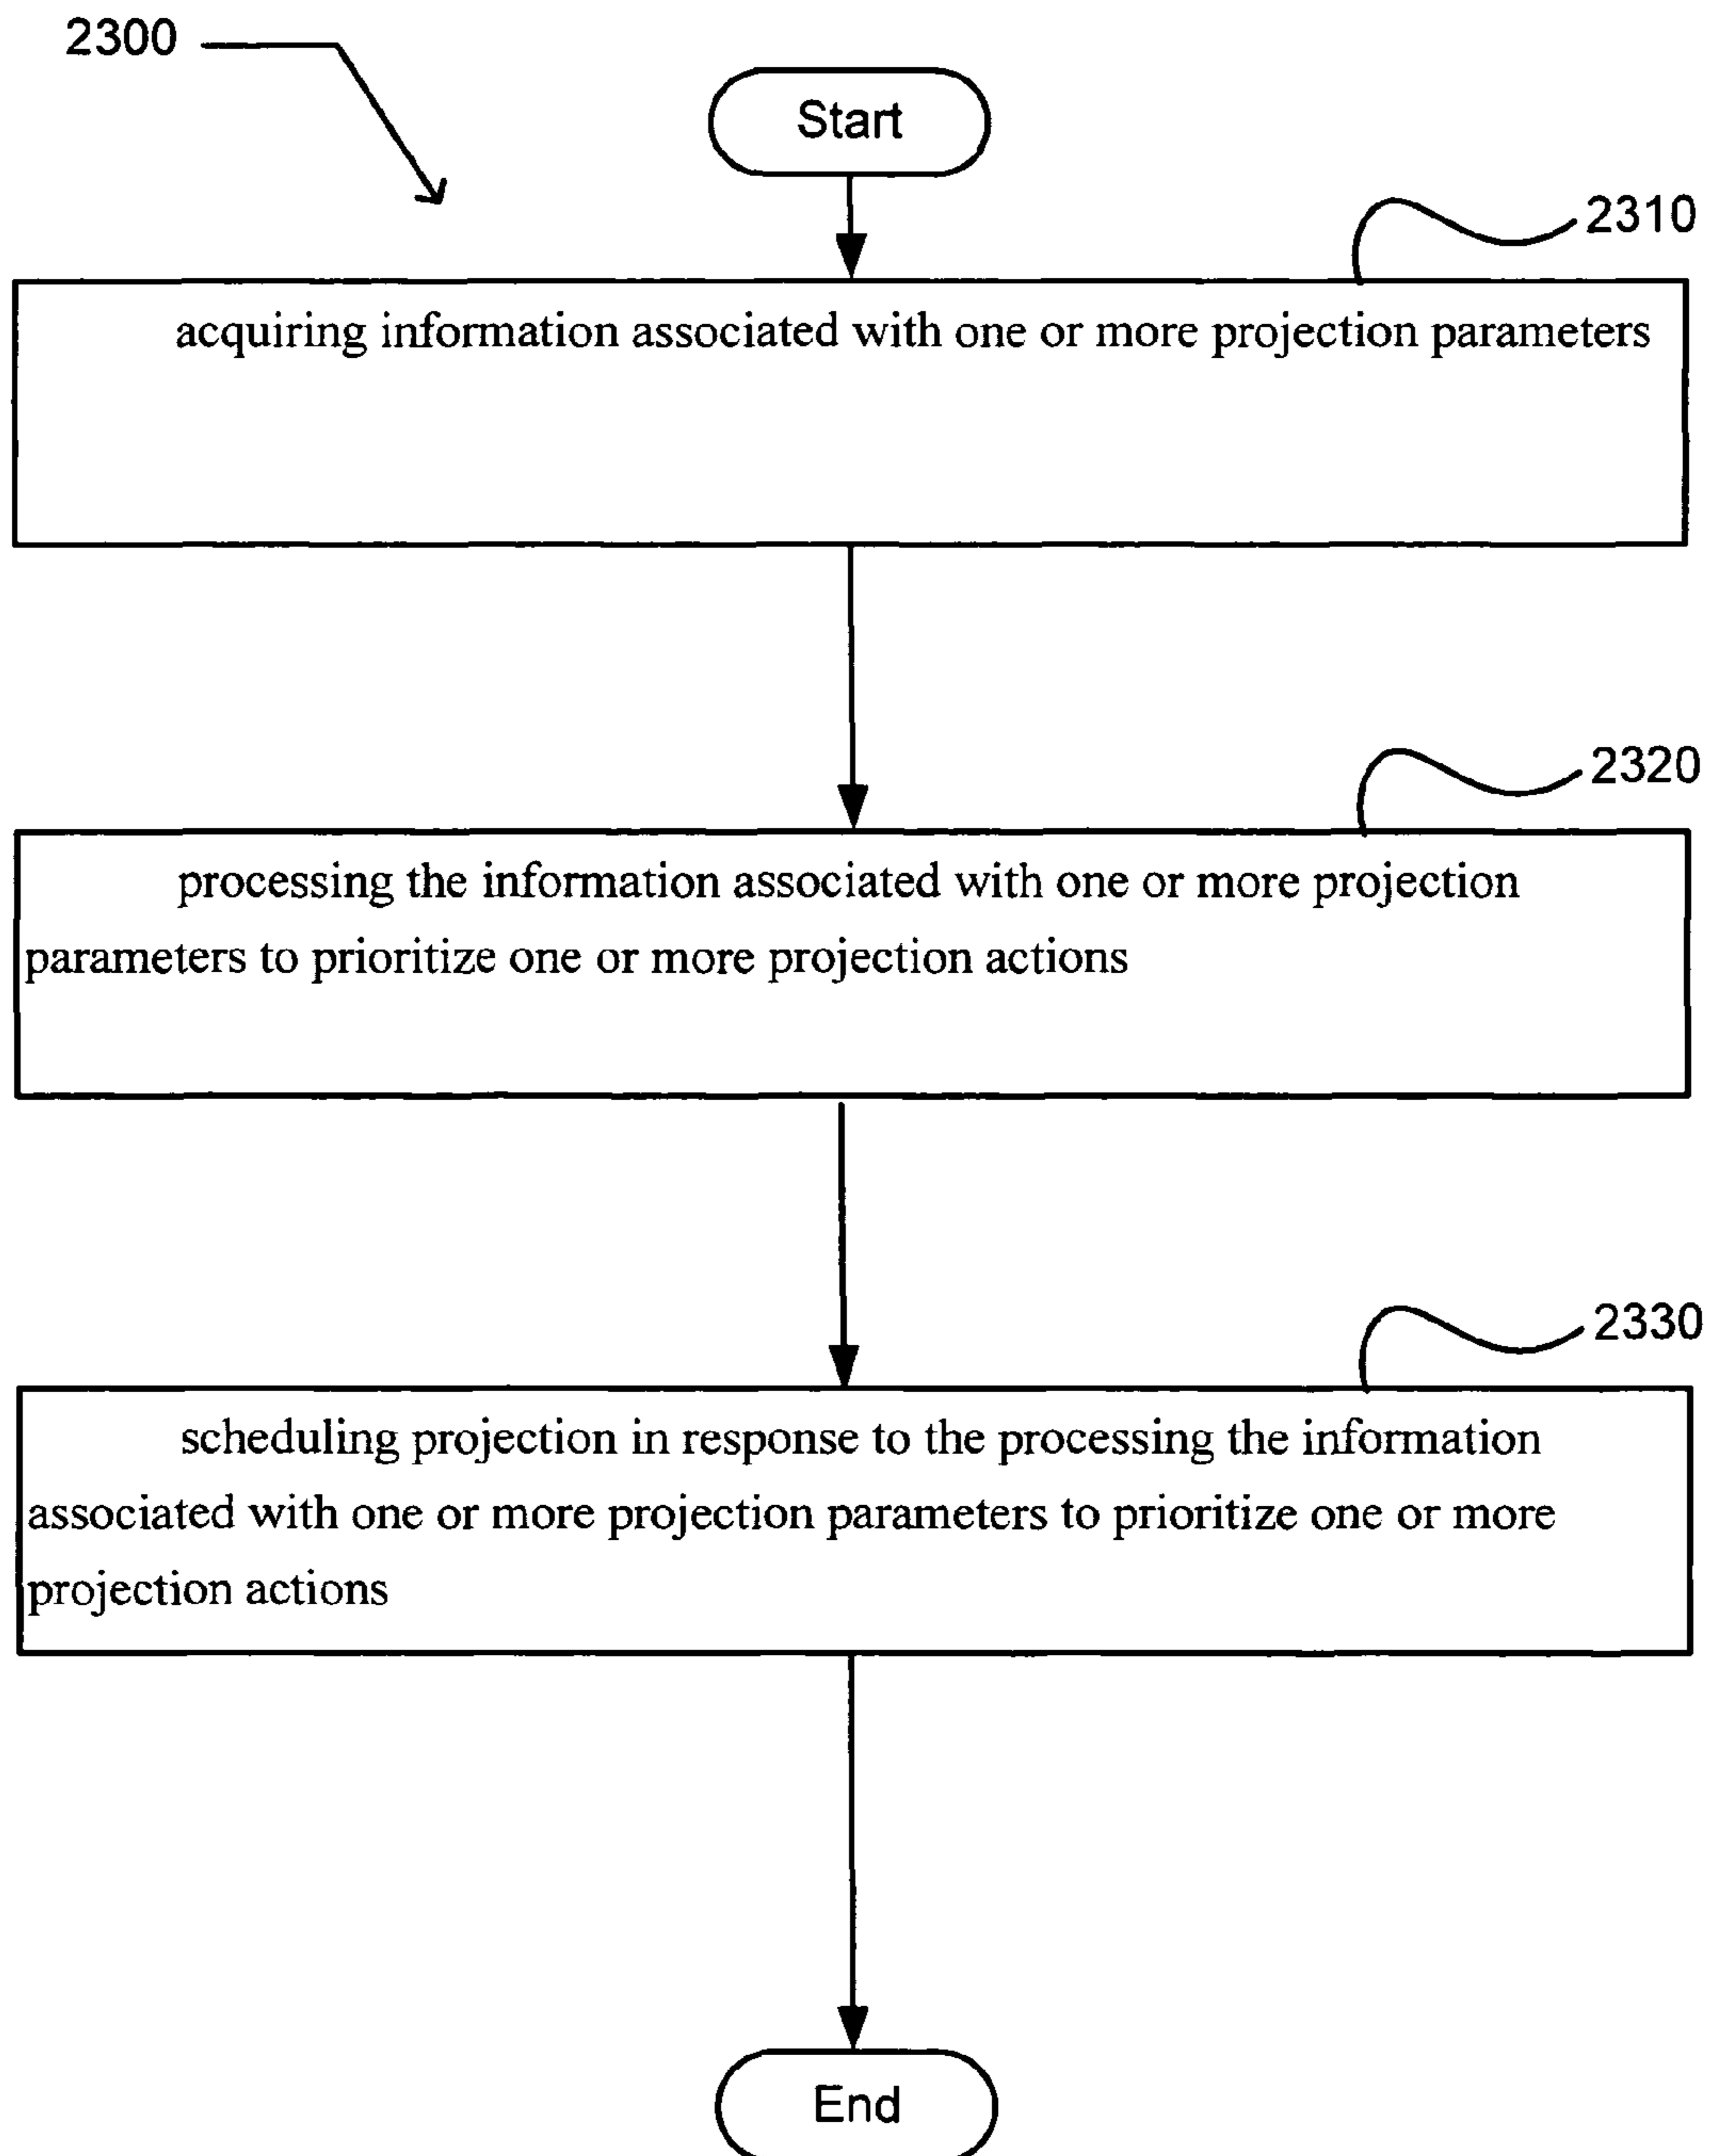 2300
Start
2310
acquiring information associated with one or more projection parameters
2320
processing the information associated with one or more projection
parameters to prioritize one or more projection actions
2330
scheduling projection in response to the processing the information
associated with one or more projection parameters to prioritize one or more
projection actions
End